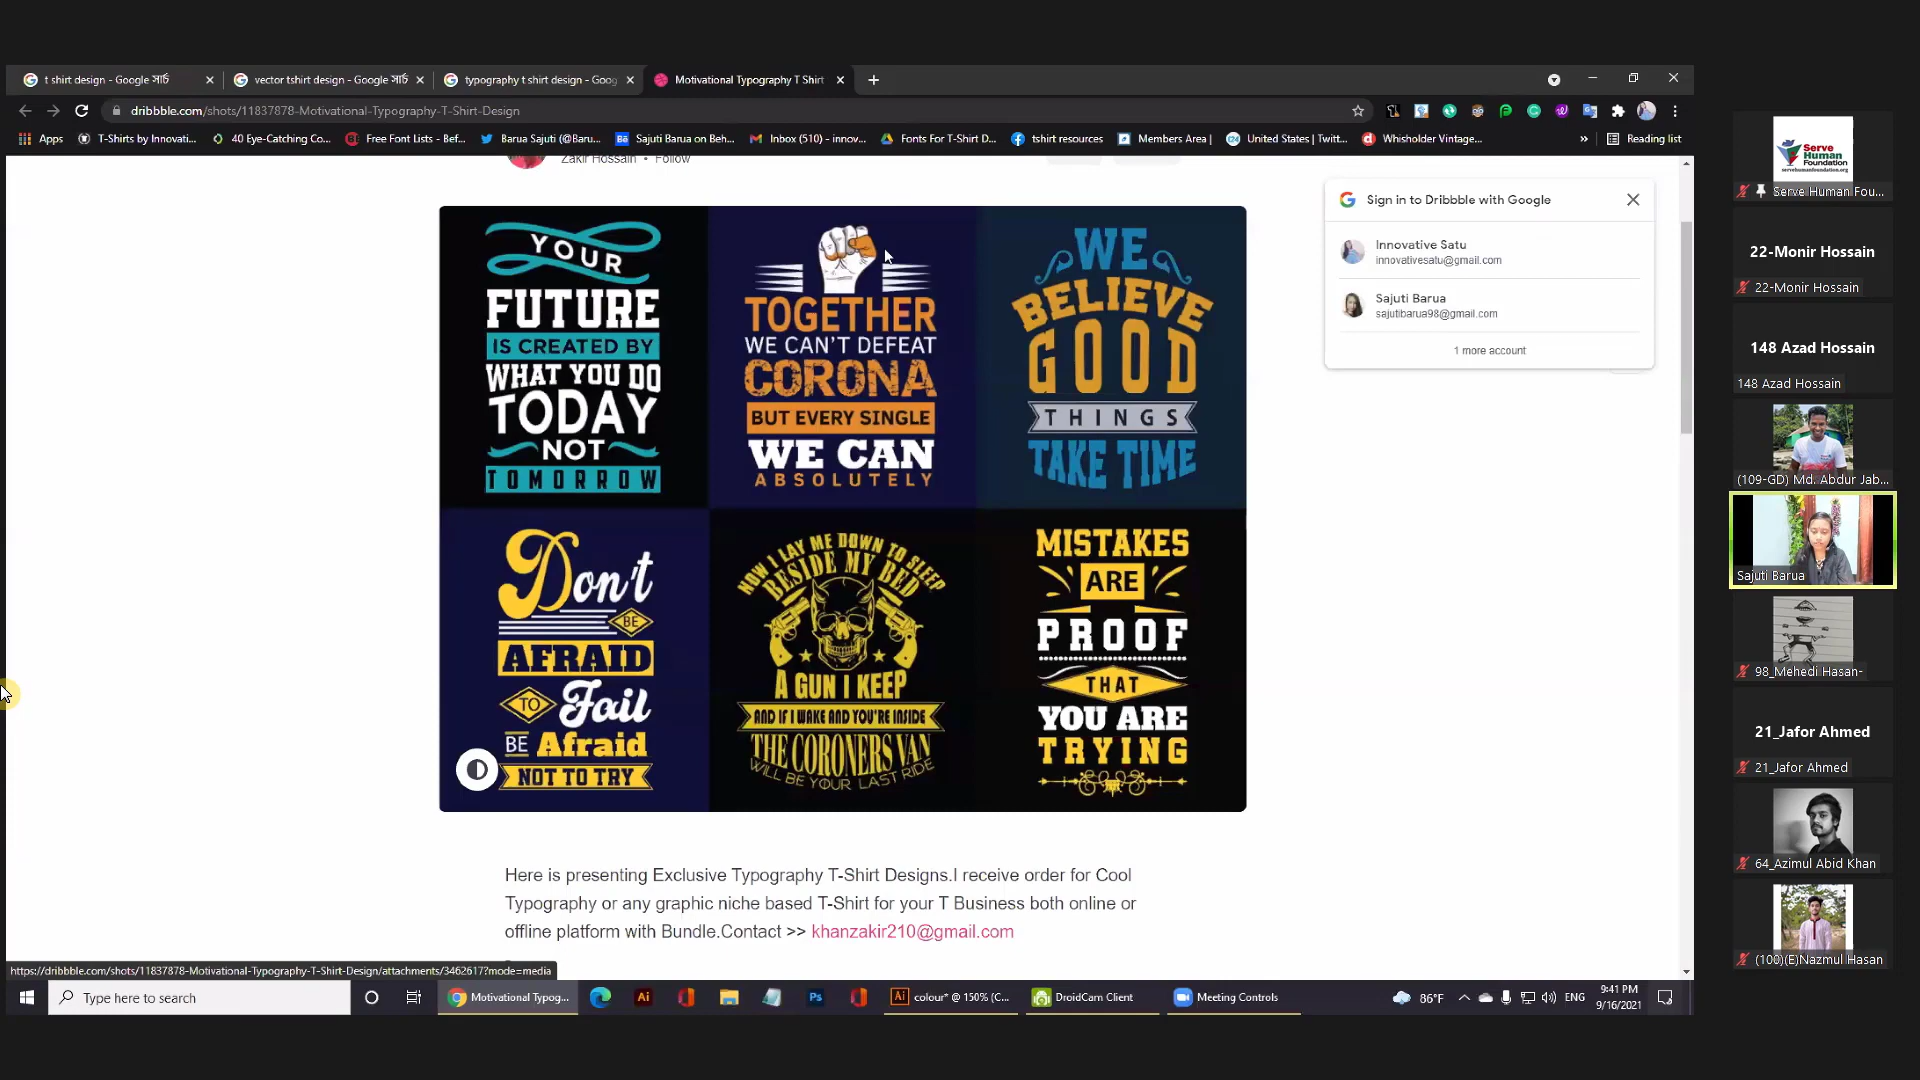 t shirt design - Google সার্চ
vector tshirt design - Google সার্চ
typography t shirt design - Goog
Motivational Typography T Shirt
dribbble.com/shots/11837878-Motivational-Typography-T-Shirt-Design
Apps
T-Shirts by Innovati...
40 Eye-Catching Co...
Free Font Lists - Bef...
Barua Sajuti (@Baru...
Sajuti Barua on Beh...
Inbox (510) - innov...
Fonts For T-Shirt D...
tshirt resources
Members Area |
United States | Twitt...
Whisholder Vintage...
»
Reading list
Zakir Hossain • Follow
YOUR
FUTURE
IS CREATED BY
WHAT YOU DO
TODAY
NOT
TOMORROW
TOGETHER
WE CAN'T DEFEAT
CORONA
BUT EVERY SINGLE
WE CAN
ABSOLUTELY
WE
BELIEVE
GOOD
THINGS
TAKE TIME
Don't
BE
AFRAID
TO Fail
BE Afraid
NOT TO TRY
NOW I LAY ME DOWN TO SLEEP
BESIDE MY BED
A GUN I KEEP
AND IF I WAKE AND YOU'RE INSIDE
THE CORONERS VAN
WILL BE YOUR LAST RIDE
MISTAKES
ARE
PROOF
THAT
YOU ARE
TRYING
Sign in to Dribbble with Google
Innovative Satu
innovativesatu@gmail.com
Sajuti Barua
sajutibarua98@gmail.com
1 more account
Here is presenting Exclusive Typography T-Shirt Designs.I receive order for Cool
Typography or any graphic niche based T-Shirt for your T Business both online or
offline platform with Bundle.Contact >> khanzakir210@gmail.com
https://dribbble.com/shots/11837878-Motivational-Typography-T-Shirt-Design/attachments/3462617?mode=media
Type here to search
Motivational Typog...
Ai
Ps
Ai
colour* @ 150% (C...
DroidCam Client
Meeting Controls
86°F
ENG
9:41 PM
9/16/2021
Serve
Human
Foundation
servehumanfoundation.org
Serve Human Fou...
22-Monir Hossain
22-Monir Hossain
148 Azad Hossain
148 Azad Hossain
(109-GD) Md. Abdur Jab...
Sajuti Barua
98_Mehedi Hasan-
21_Jafor Ahmed
21_Jafor Ahmed
64_Azimul Abid Khan
(100)(E)Nazmul Hasan